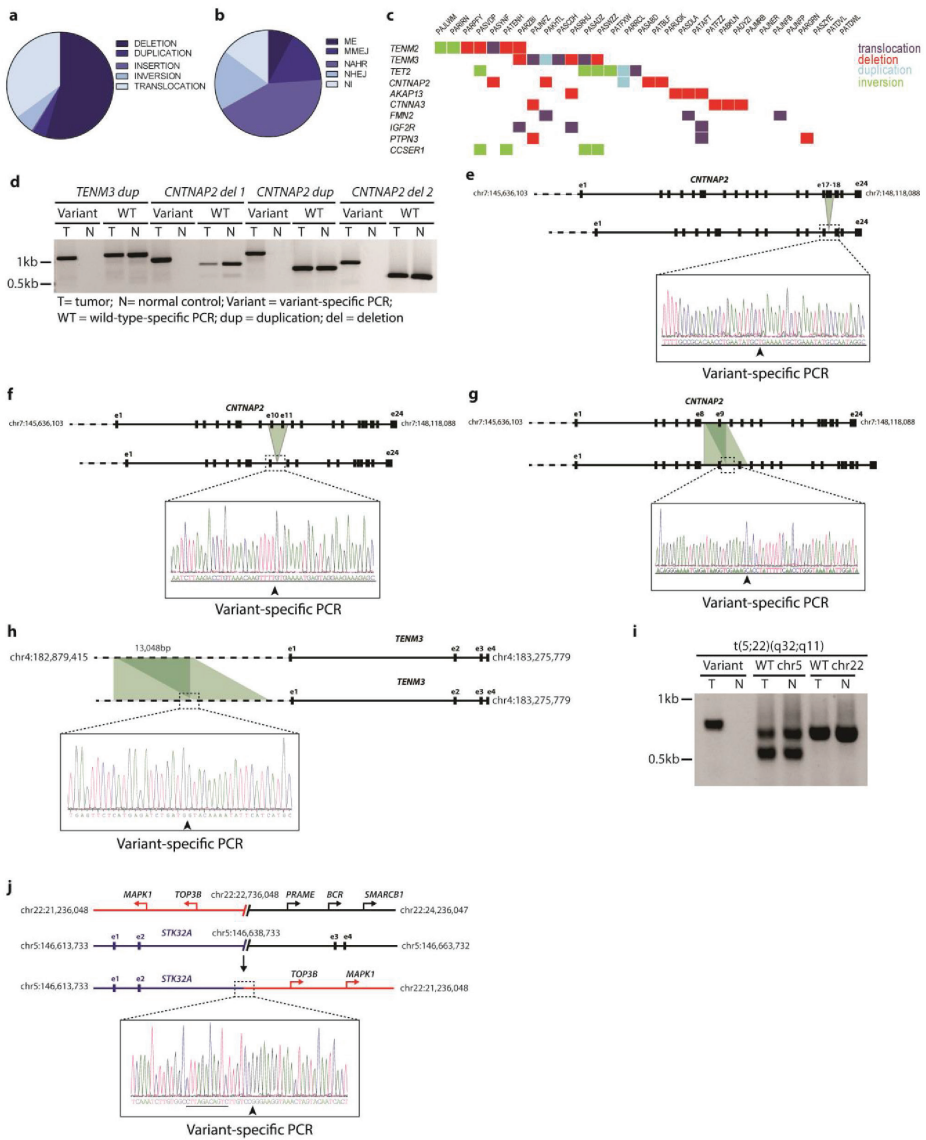 a
DELETION
DUPLICATION
INSERTION
INVERSION
TRANSLOCATION
b
ME
MMEJ
NAHR
NHEJ
NI
c
TENM2
TENM3
TET2
CNTNAP2
AKAP13
CTNNA3
FMN2
IGF2R
PTPN3
CCSER1
translocation
deletion
duplication
inversion
d
TENM3 dup CNTNAP2 del 1 CNTNAP2 dup CNTNAP2 del 2
Variant WT Variant WT Variant WT Variant WT
T N T N T N T N T N T N T N T N
1kb
0.5kb
T= tumor; N= normal control; Variant = variant-specific PCR;
WT = wild-type-specific PCR; dup = duplication; del = deletion
e
CNTNAP2
e1 e17-18 e24
chr7:145,636,103 chr7:148,118,088
e1 e24
Variant-specific PCR
f
CNTNAP2
e1 e10 e11 e24
chr7:145,636,103 chr7:148,118,088
e1 e24
Variant-specific PCR
g
CNTNAP2
e1 e8 e9 e24
chr7:145,636,103 chr7:148,118,088
e1 e24
Variant-specific PCR
h
13,048bp TENM3
e1 e2 e3 e4
chr4:182,879,415 chr4:183,275,779
TENM3
e1 e2 e3 e4
chr4:183,275,779
Variant-specific PCR
i
t(5;22)(q32;q11)
Variant WT chr5 WT chr22
T N T N T N
1kb
0.5kb
j
MAPK1 TOP3B chr22:22,736,048 PRAME BCR SMARCB1
chr22:21,236,048 chr22:24,236,047
STK32A chr5:146,638,733
e1 e2 e3 e4
chr5:146,613,733 chr5:146,663,732
STK32A TOP3B MAPK1
e1 e2
chr5:146,613,733 chr22:21,236,048
Variant-specific PCR